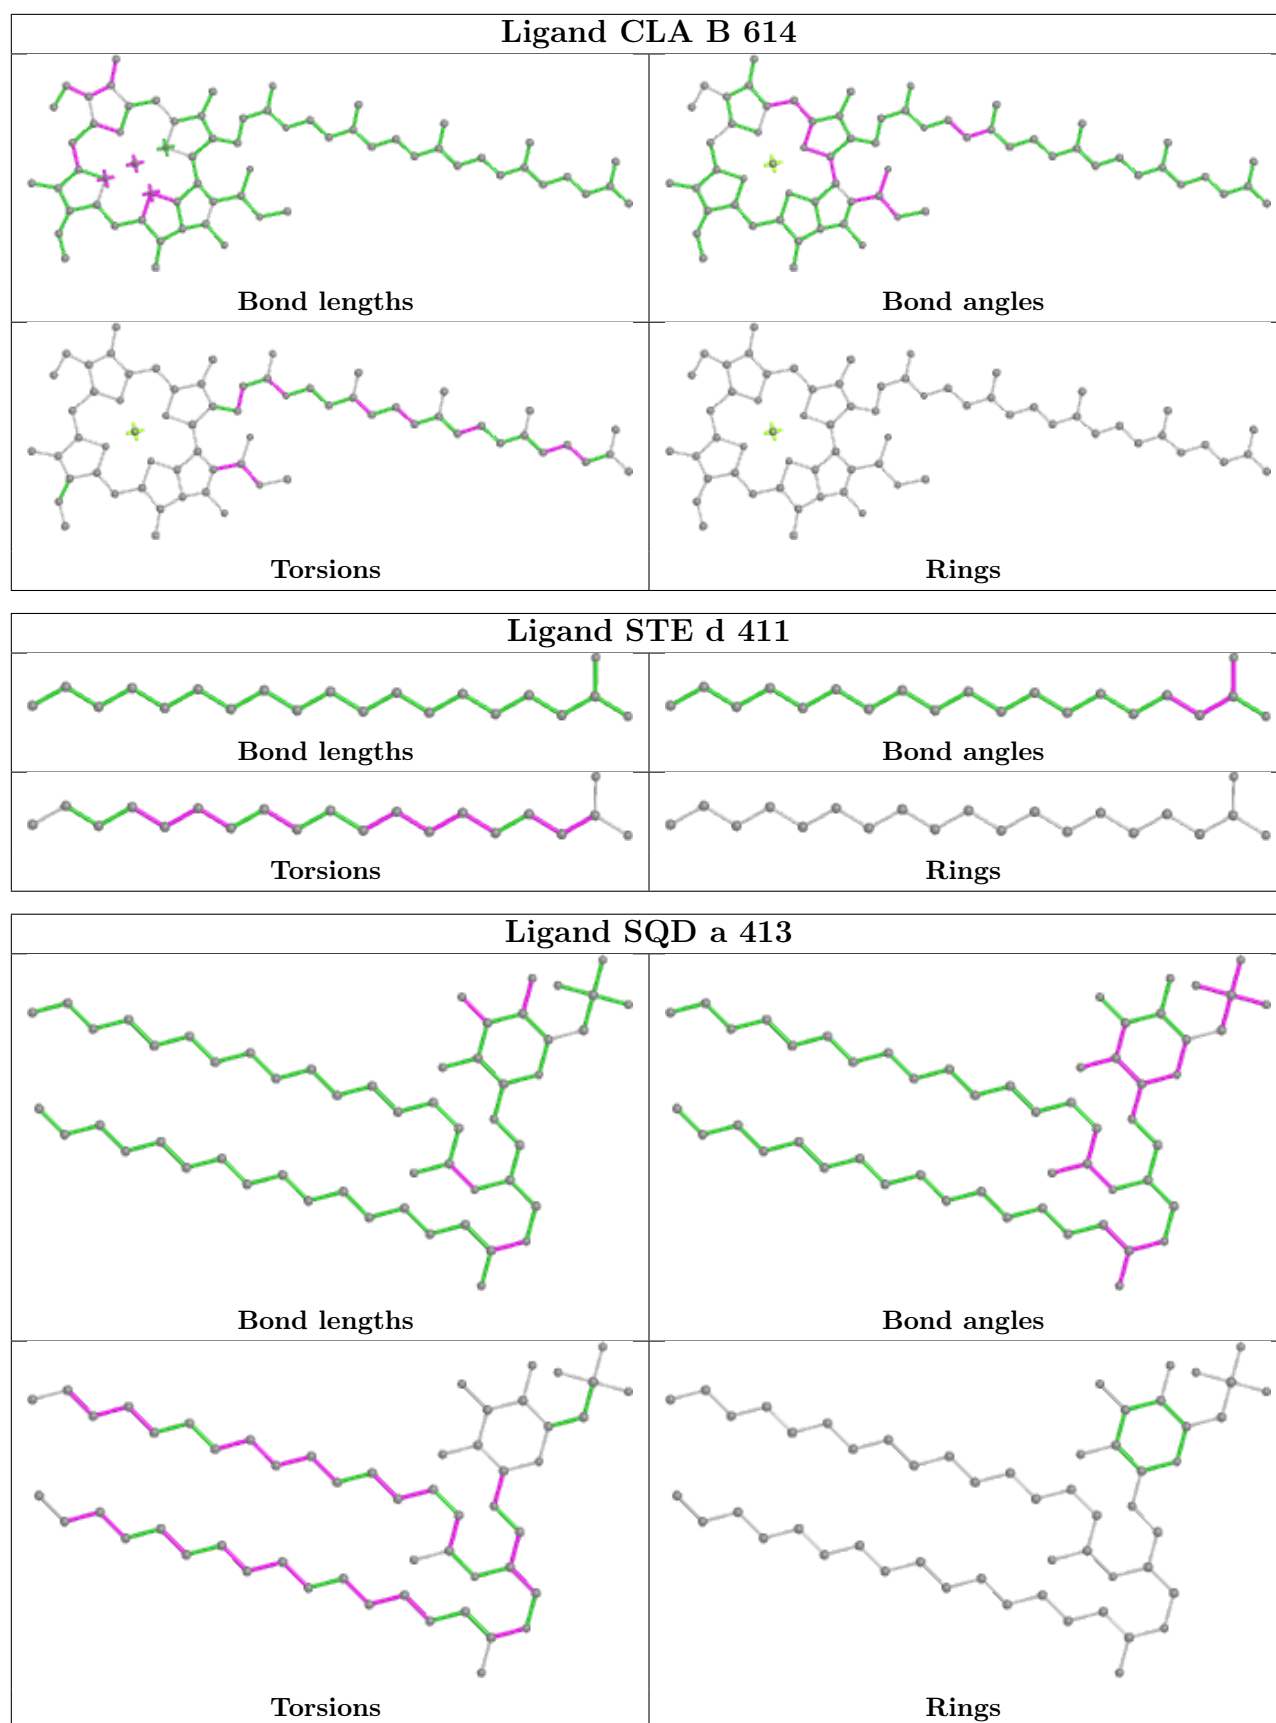 Ligand CLA B 614
Bond lengths
Bond angles
Torsions
Rings
Ligand STE d 411
Bond lengths
Bond angles
Torsions
Rings
Ligand SQD a 413
Bond lengths
Bond angles
Torsions
Rings